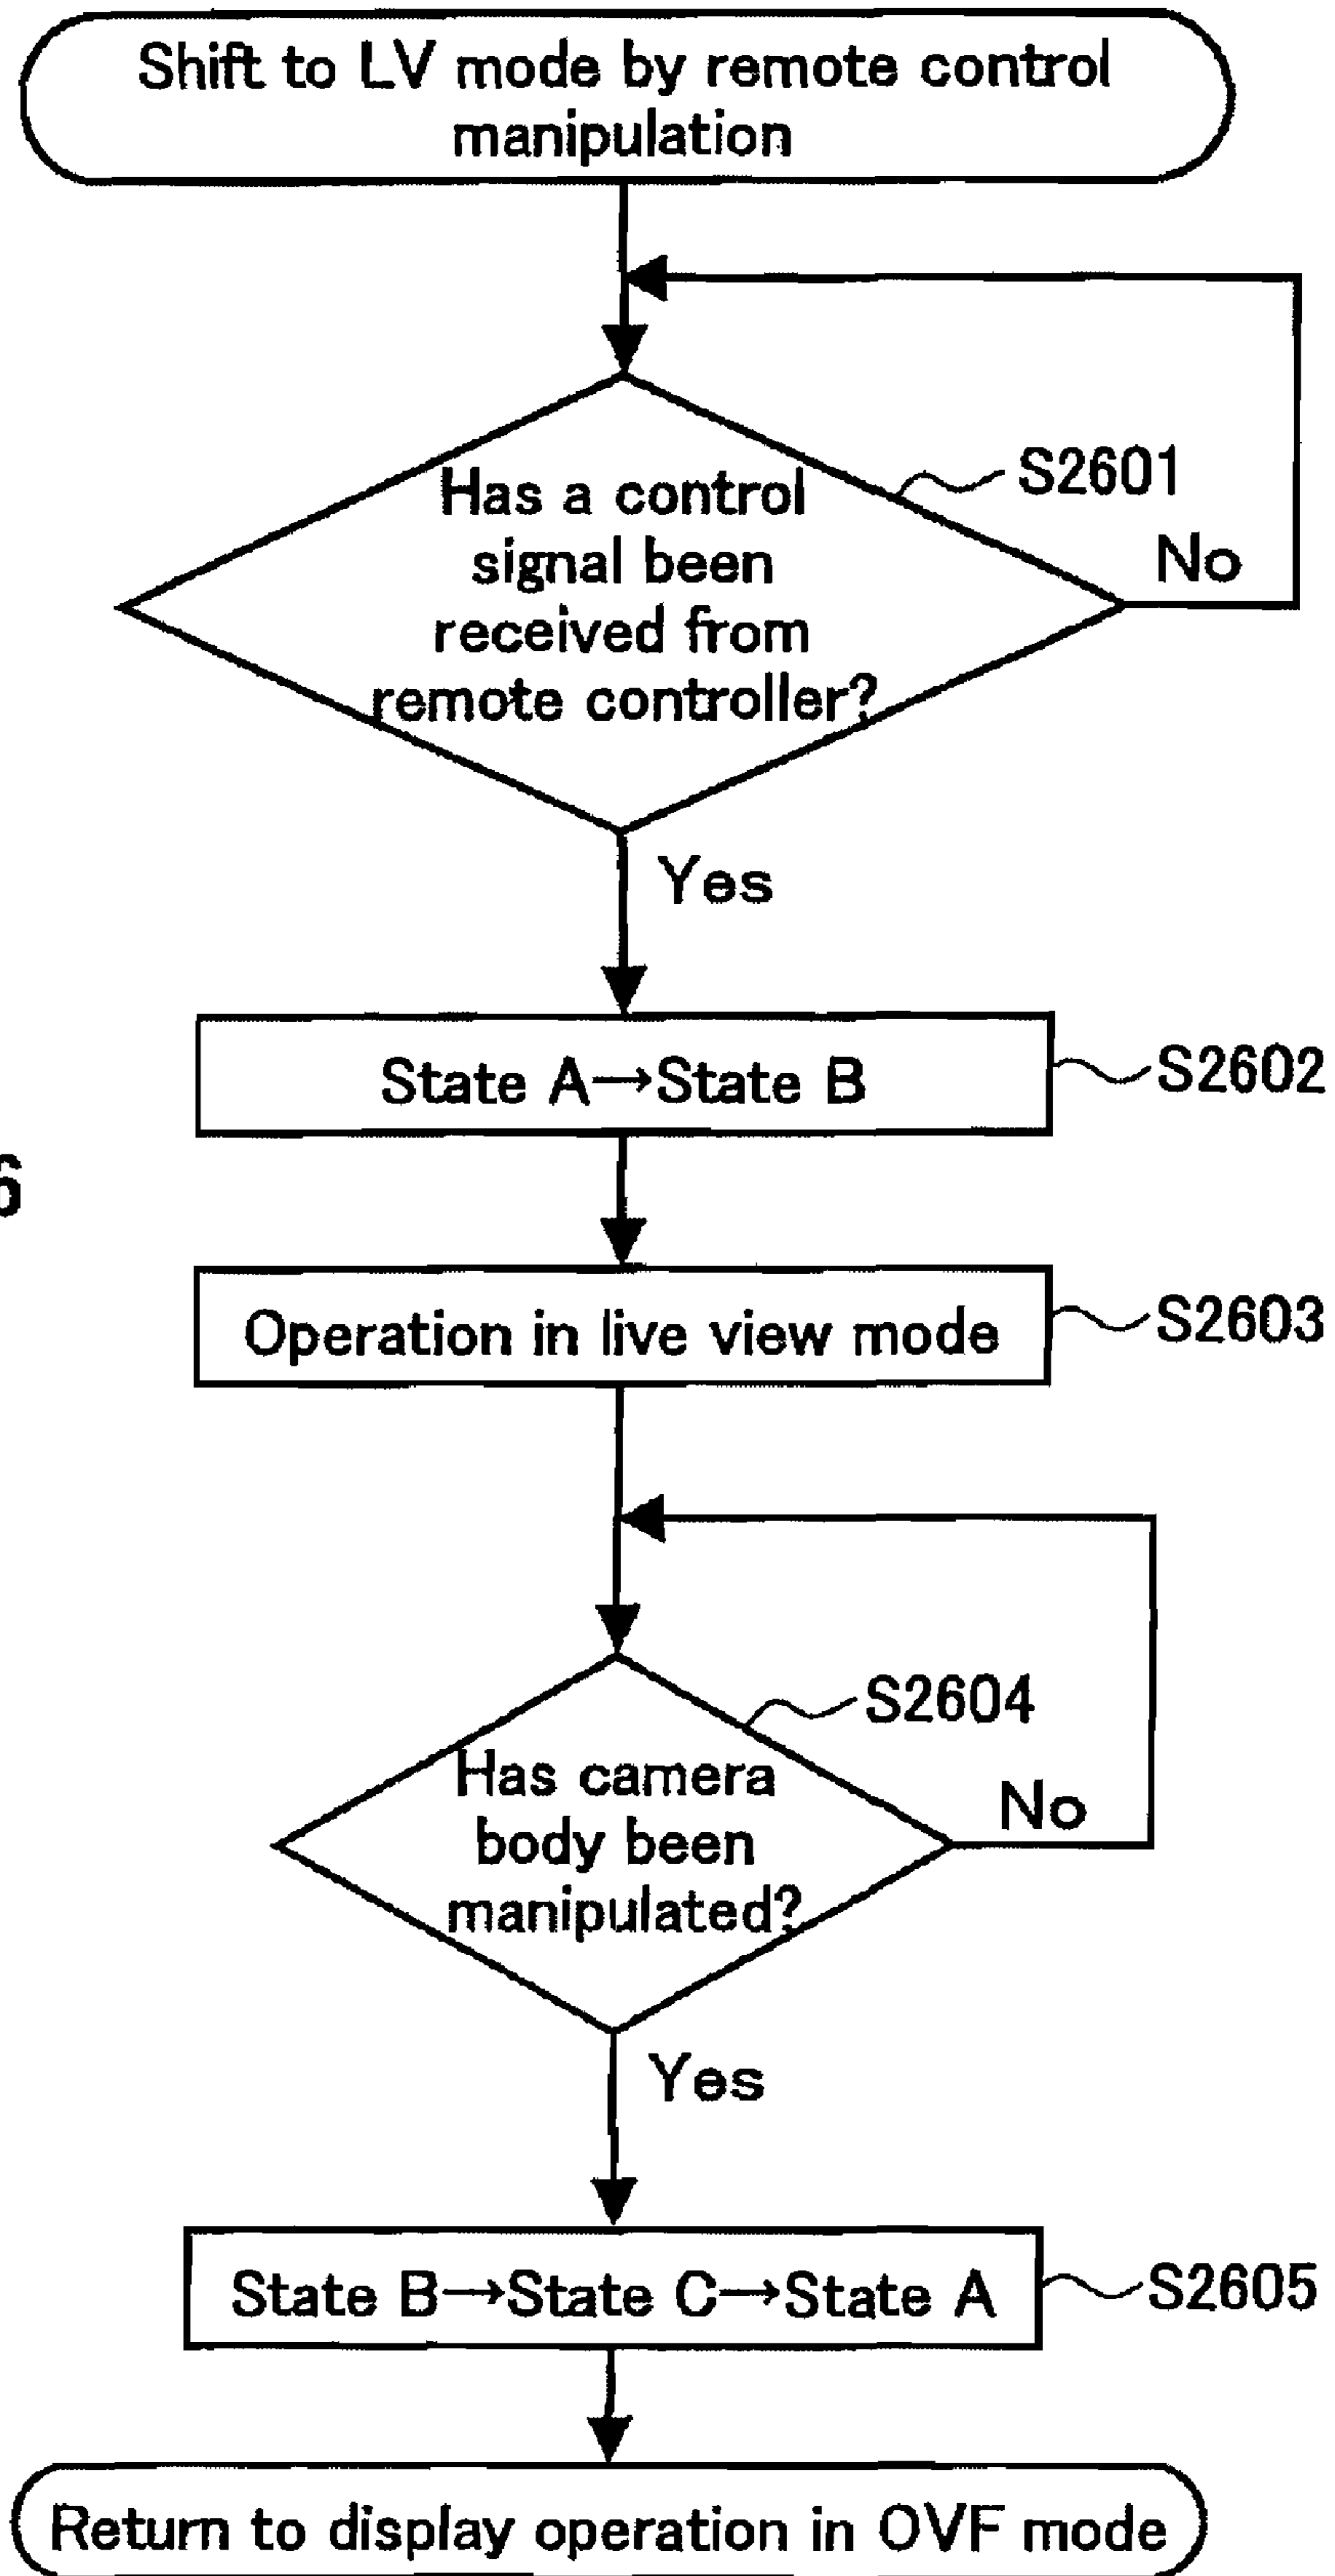 Shift to LV mode by remote control
manipulation
S2601
Has a control
signal been
received from
remote controller?
No
Yes
State A→State B
S2602
6
Operation in live view mode
S2603
S2604
Has camera
body been
manipulated?
No
Yes
State B→State C→State A
S2605
Return to display operation in OVF mode